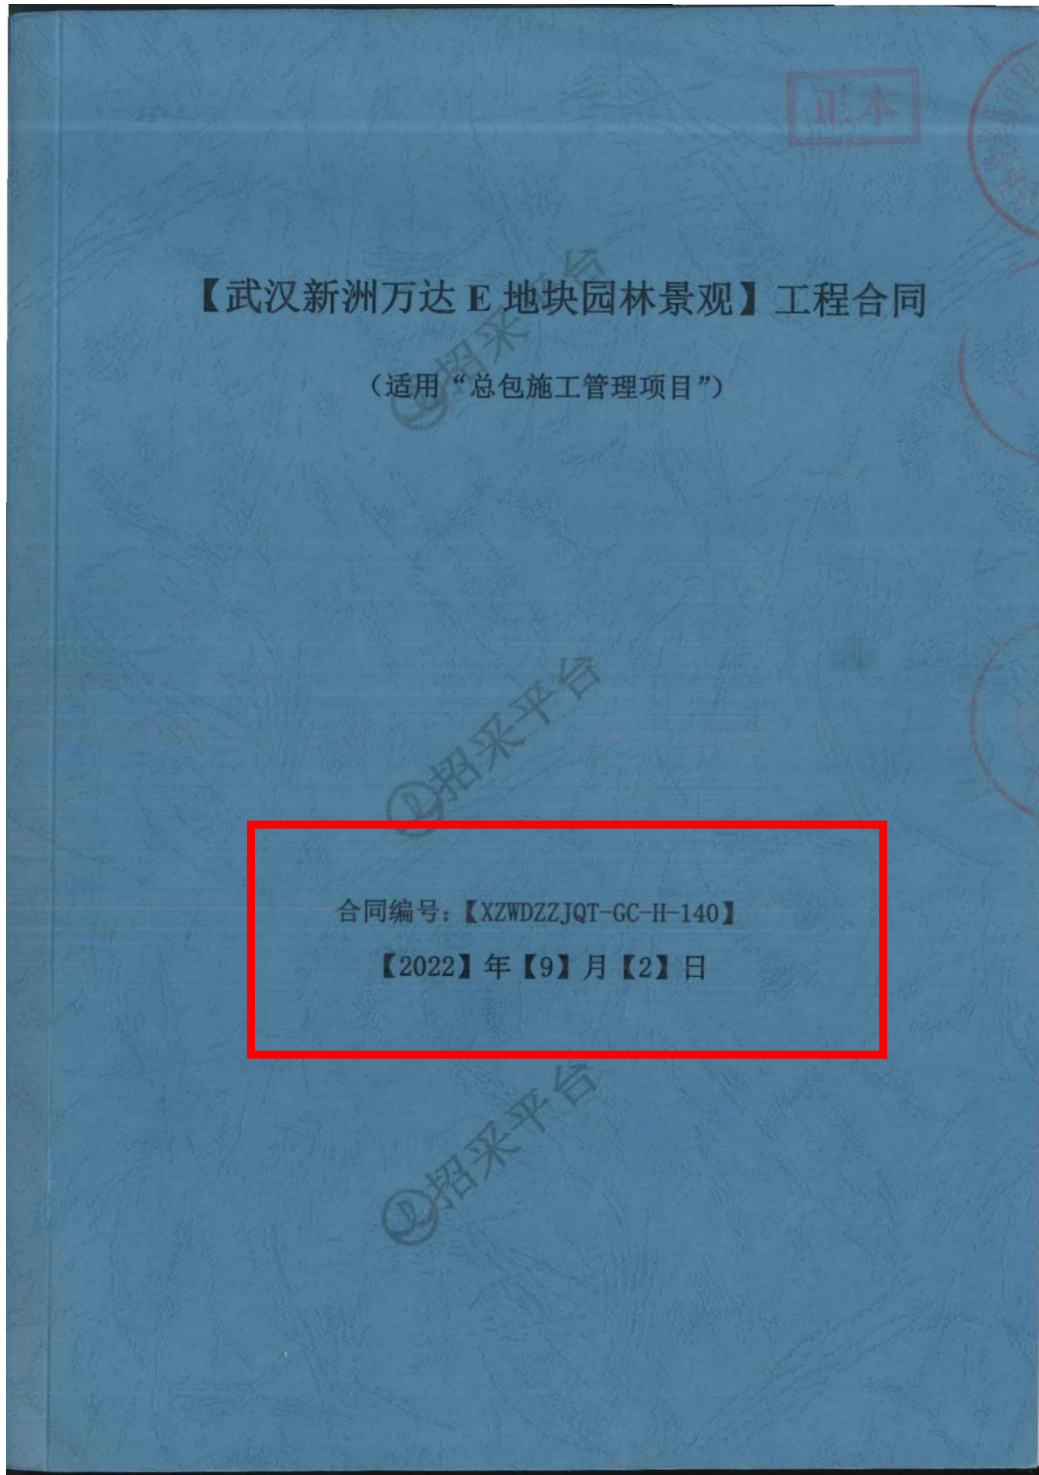 正本
【武汉新洲万达 E 地块园林景观】工程合同
（适用“总包施工管理项目”）
招采平台
招采平台
合同编号：【XZWDZZJQT-GC-H-140】
【2022】年【9】月【2】日
招采平台